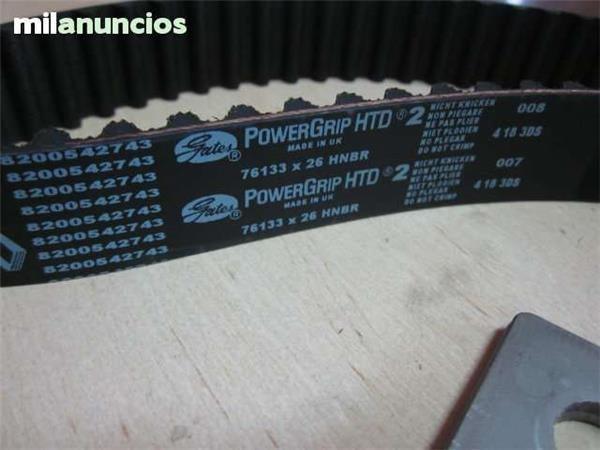 milanuncios
8200542743
8200542743
8200542743
8200542743
8200542743
8200542743
8200542743
8200542743
Gates® POWERGRIP HTD® 2
MADE IN UK
76133 x 26 HNBR
NICHT KNICKEN
NON PIEGARE
NE PAS PLIER
NIET PLOOIEN
NO PLEGAR
DO NOT CRIMP
008
4 18 3DS
Gates® POWERGRIP HTD® 2
MADE IN UK
76133 x 26 HNBR
NICHT KNICKEN
NON PIEGARE
NE PAS PLIER
NIET PLOOIEN
NO PLEGAR
DO NOT CRIMP
007
4 18 3DS